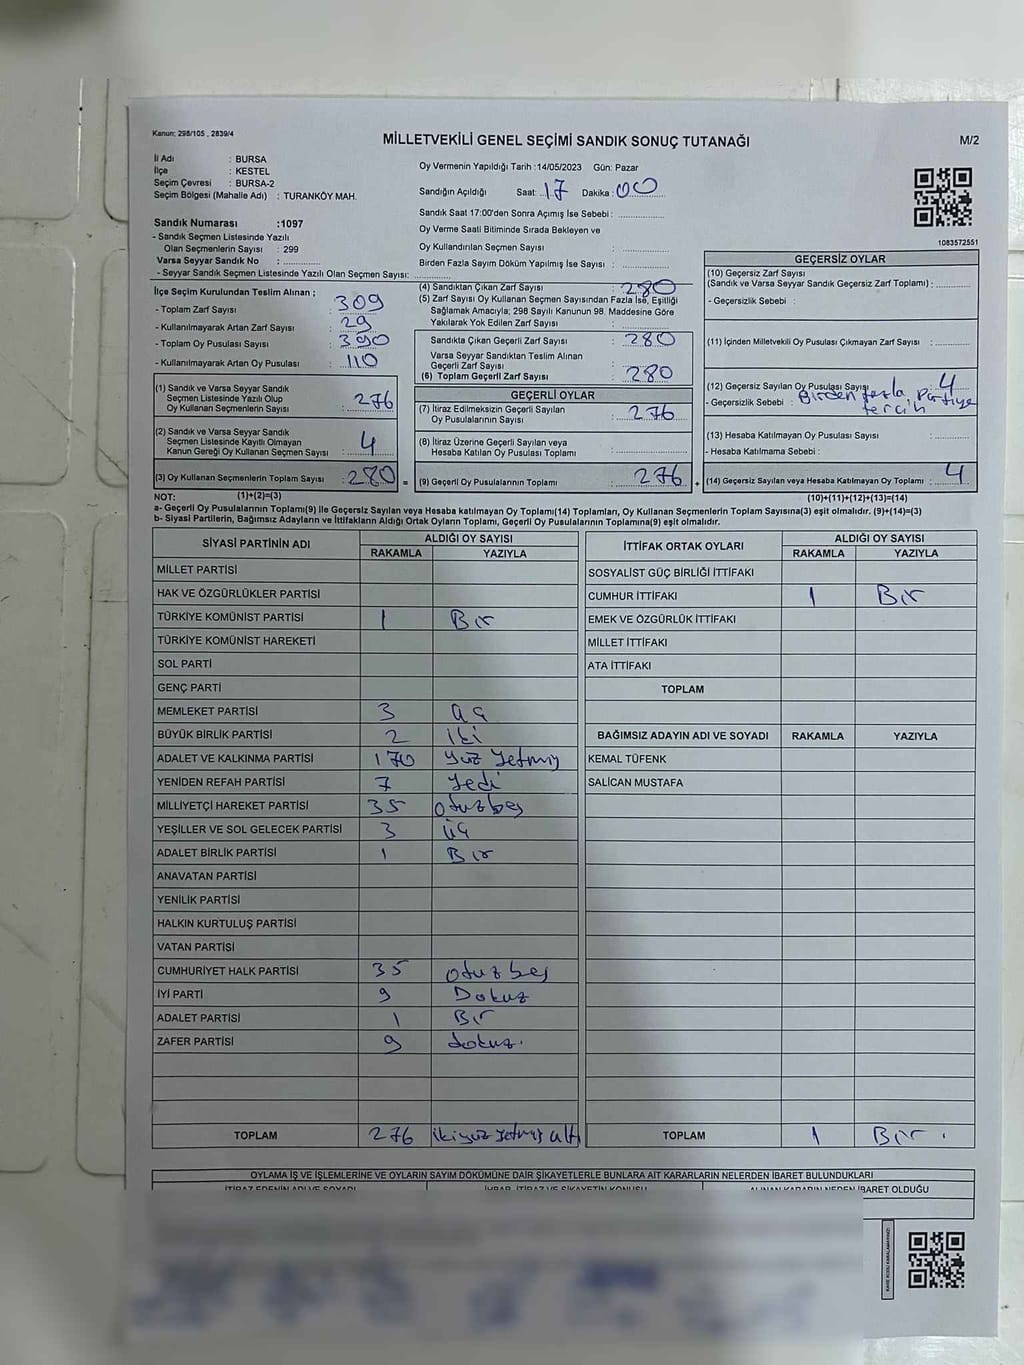 Kanun: 298/105 , 2839/4
MİLLETVEKİLİ GENEL SEÇİMİ SANDIK SONUÇ TUTANAĞI
M/2
İl Adı : BURSA
İlçe : KESTEL
Seçim Çevresi : BURSA-2
Seçim Bölgesi (Mahalle Adı) : TURANKÖY MAH.
Oy Vermenin Yapıldığı Tarih : 14/05/2023 Gün: Pazar
Sandığın Açıldığı Saat: 17 Dakika : 00
Sandık Saat 17:00'den Sonra Açımış İse Sebebi :
Oy Verme Saati Bitiminde Sırada Bekleyen ve
Oy Kullandırılan Seçmen Sayısı :
Birden Fazla Sayım Döküm Yapılmış İse Sayısı :
1083572551
Sandık Numarası :1097
- Sandık Seçmen Listesinde Yazılı
Olan Seçmenlerin Sayısı : 299
Varsa Seyyar Sandık No :
- Seyyar Sandık Seçmen Listesinde Yazılı Olan Seçmen Sayısı:
İlçe Seçim Kurulundan Teslim Alınan ;
- Toplam Zarf Sayısı : 309
- Kullanılmayarak Artan Zarf Sayısı : 29
- Toplam Oy Pusulası Sayısı : 390
- Kullanılmayarak Artan Oy Pusulası : 110
(1) Sandık ve Varsa Seyyar Sandık
Seçmen Listesinde Yazılı Olup
Oy Kullanan Seçmenlerin Sayısı : 276
(2) Sandık ve Varsa Seyyar Sandık
Seçmen Listesinde Kayıtlı Olmayan
Kanun Gereği Oy Kullanan Seçmen Sayısı : 4
(3) Oy Kullanan Seçmenlerin Toplam Sayısı : 280 =
(4) Sandıktan Çıkan Zarf Sayısı : 280
(5) Zarf Sayısı Oy Kullanan Seçmen Sayısından Fazla İse, Eşitliği
Sağlamak Amacıyla; 298 Sayılı Kanunun 98. Maddesine Göre
Yakılarak Yok Edilen Zarf Sayısı :
Sandıkta Çıkan Geçerli Zarf Sayısı : 280
Varsa Seyyar Sandıktan Teslim Alınan
Geçerli Zarf Sayısı :
(6) Toplam Geçerli Zarf Sayısı : 280
GEÇERLİ OYLAR
(7) İtiraz Edilmeksizin Geçerli Sayılan
Oy Pusulalarının Sayısı : 276
(8) İtiraz Üzerine Geçerli Sayılan veya
Hesaba Katılan Oy Pusulası Toplamı :
(9) Geçerli Oy Pusulalarının Toplamı : 276 +
GEÇERSİZ OYLAR
(10) Geçersiz Zarf Sayısı
(Sandık ve Varsa Seyyar Sandık Geçersiz Zarf Toplamı) :
- Geçersizlik Sebebi :
(11) İçinden Milletvekili Oy Pusulası Çıkmayan Zarf Sayısı :
(12) Geçersiz Sayılan Oy Pusulası Sayısı 4
- Geçersizlik Sebebi : Birden fazla Partiye
tercih
(13) Hesaba Katılmayan Oy Pusulası Sayısı :
- Hesaba Katılmama Sebebi :
(14) Geçersiz Sayılan veya Hesaba Katılmayan Oy Toplamı : 4
NOT: (1)+(2)=(3) (10)+(11)+(12)+(13)=(14)
a- Geçerli Oy Pusulalarının Toplamı(9) ile Geçersiz Sayılan veya Hesaba katılmayan Oy Toplamı(14) Toplamları, Oy Kullanan Seçmenlerin Toplam Sayısına(3) eşit olmalıdır. (9)+(14)=(3)
b- Siyasi Partilerin, Bağımsız Adayların ve İttifakların Aldığı Ortak Oyların Toplamı, Geçerli Oy Pusulalarının Toplamına(9) eşit olmalıdır.
SİYASİ PARTİNİN ADI ALDIĞI OY SAYISI
RAKAMLA YAZIYLA
MİLLET PARTİSİ
HAK VE ÖZGÜRLÜKLER PARTİSİ
TÜRKİYE KOMÜNİST PARTİSİ 1 Bir
TÜRKİYE KOMÜNİST HAREKETİ
SOL PARTİ
GENÇ PARTİ
MEMLEKET PARTİSİ 3 üç
BÜYÜK BİRLİK PARTİSİ 2 iki
ADALET VE KALKINMA PARTİSİ 170 Yüz Yetmiş
YENİDEN REFAH PARTİSİ 7 Yedi
MİLLİYETÇİ HAREKET PARTİSİ 35 otuzbeş
YEŞİLLER VE SOL GELECEK PARTİSİ 3 üç
ADALET BİRLİK PARTİSİ 1 Bir
ANAVATAN PARTİSİ
YENİLİK PARTİSİ
HALKIN KURTULUŞ PARTİSİ
VATAN PARTİSİ
CUMHURİYET HALK PARTİSİ 35 otuz beş
İYİ PARTİ 9 Dokuz
ADALET PARTİSİ 1 Bir
ZAFER PARTİSİ 9 dokuz.
TOPLAM 276 ikiyüz yetmiş altı
İTTİFAK ORTAK OYLARI ALDIĞI OY SAYISI
RAKAMLA YAZIYLA
SOSYALİST GÜÇ BİRLİĞİ İTTİFAKI
CUMHUR İTTİFAKI 1 Bir
EMEK VE ÖZGÜRLÜK İTTİFAKI
MİLLET İTTİFAKI
ATA İTTİFAKI
TOPLAM
BAĞIMSIZ ADAYIN ADI VE SOYADI RAKAMLA YAZIYLA
KEMAL TÜFENK
SALİCAN MUSTAFA
TOPLAM 1 Bir.
OYLAMA İŞ VE İŞLEMLERİNE VE OYLARIN SAYIM DÖKÜMÜNE DAİR ŞİKAYETLERLE BUNLARA AİT KARARLARIN NELERDEN İBARET BULUNDUKLARI
İTİRAZ EDENİN ADI VE SOYADI İHBAR, İTİRAZ VE ŞİKAYETİN KONUSU ALINAN KARARIN NEDEN İBARET OLDUĞU